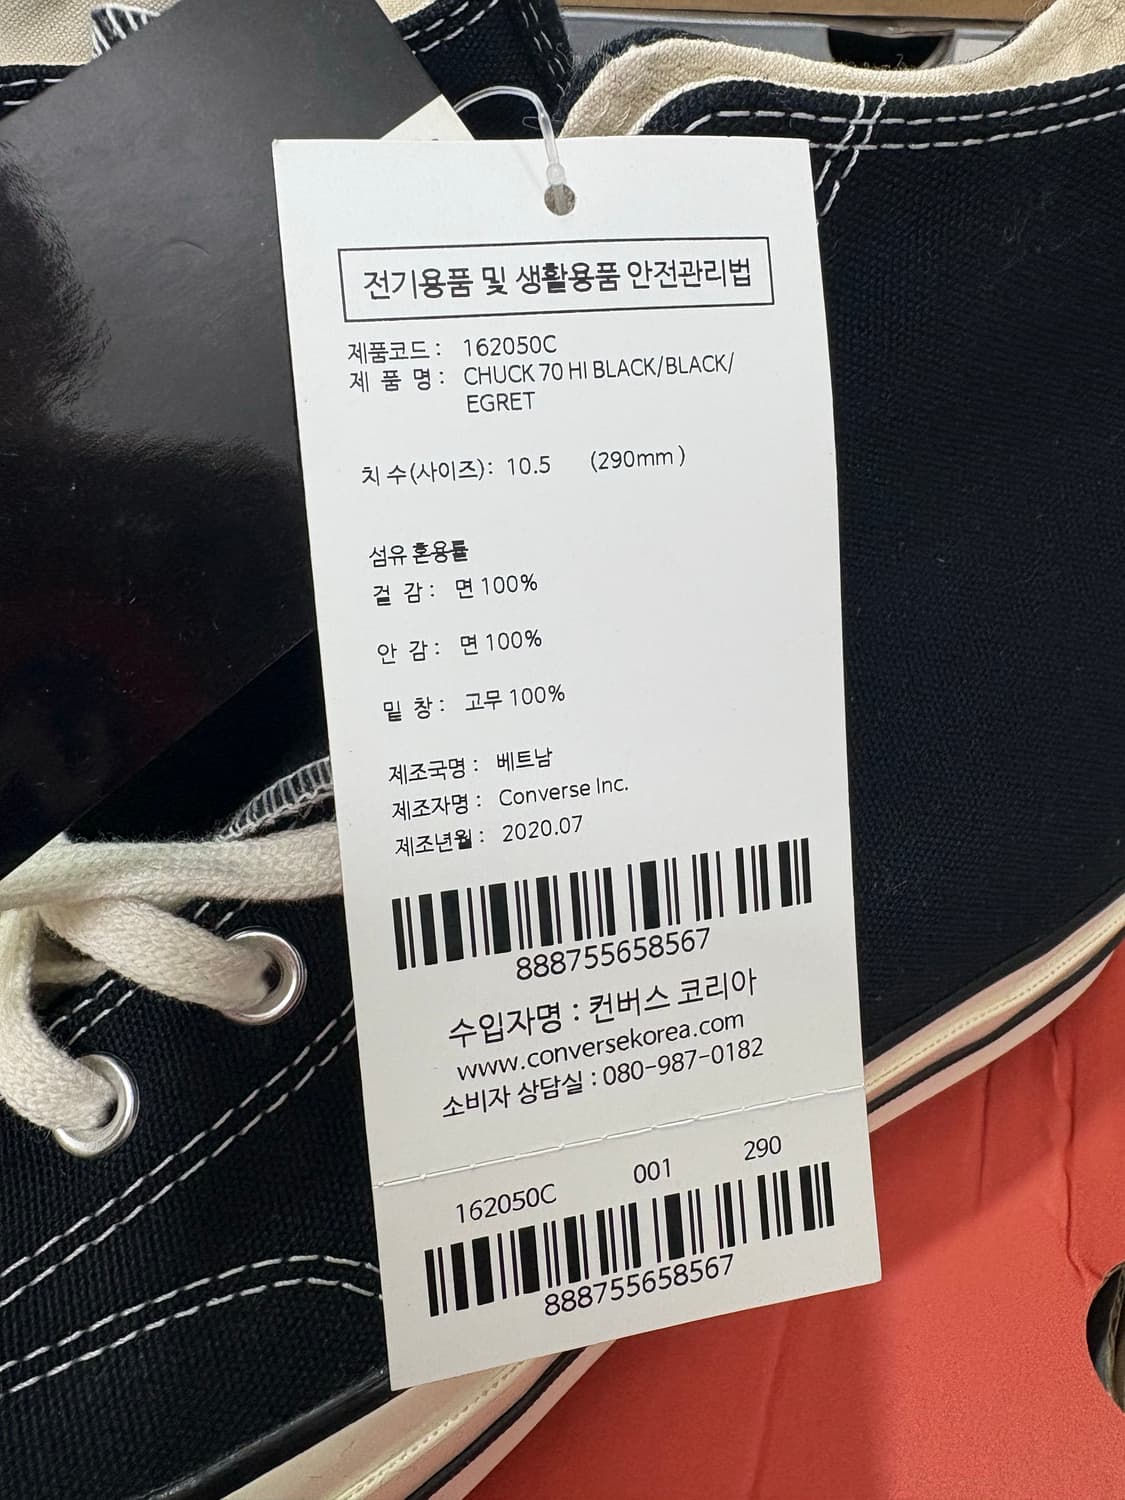 전기용품 및 생활용품 안전관리법
제품코드 : 162050C
제 품 명 : CHUCK 70 HI BLACK/BLACK/
EGRET
치 수(사이즈) : 10.5 (290mm )
섬유 혼용률
겉 감 : 면 100%
안 감 : 면 100%
밑 창 : 고무 100%
제조국명 : 베트남
제조자명 : Converse Inc.
제조년월 : 2020.07
888755658567
수입자명 : 컨버스 코리아
www.conversekorea.com
소비자 상담실 : 080-987-0182
162050C 001 290
888755658567